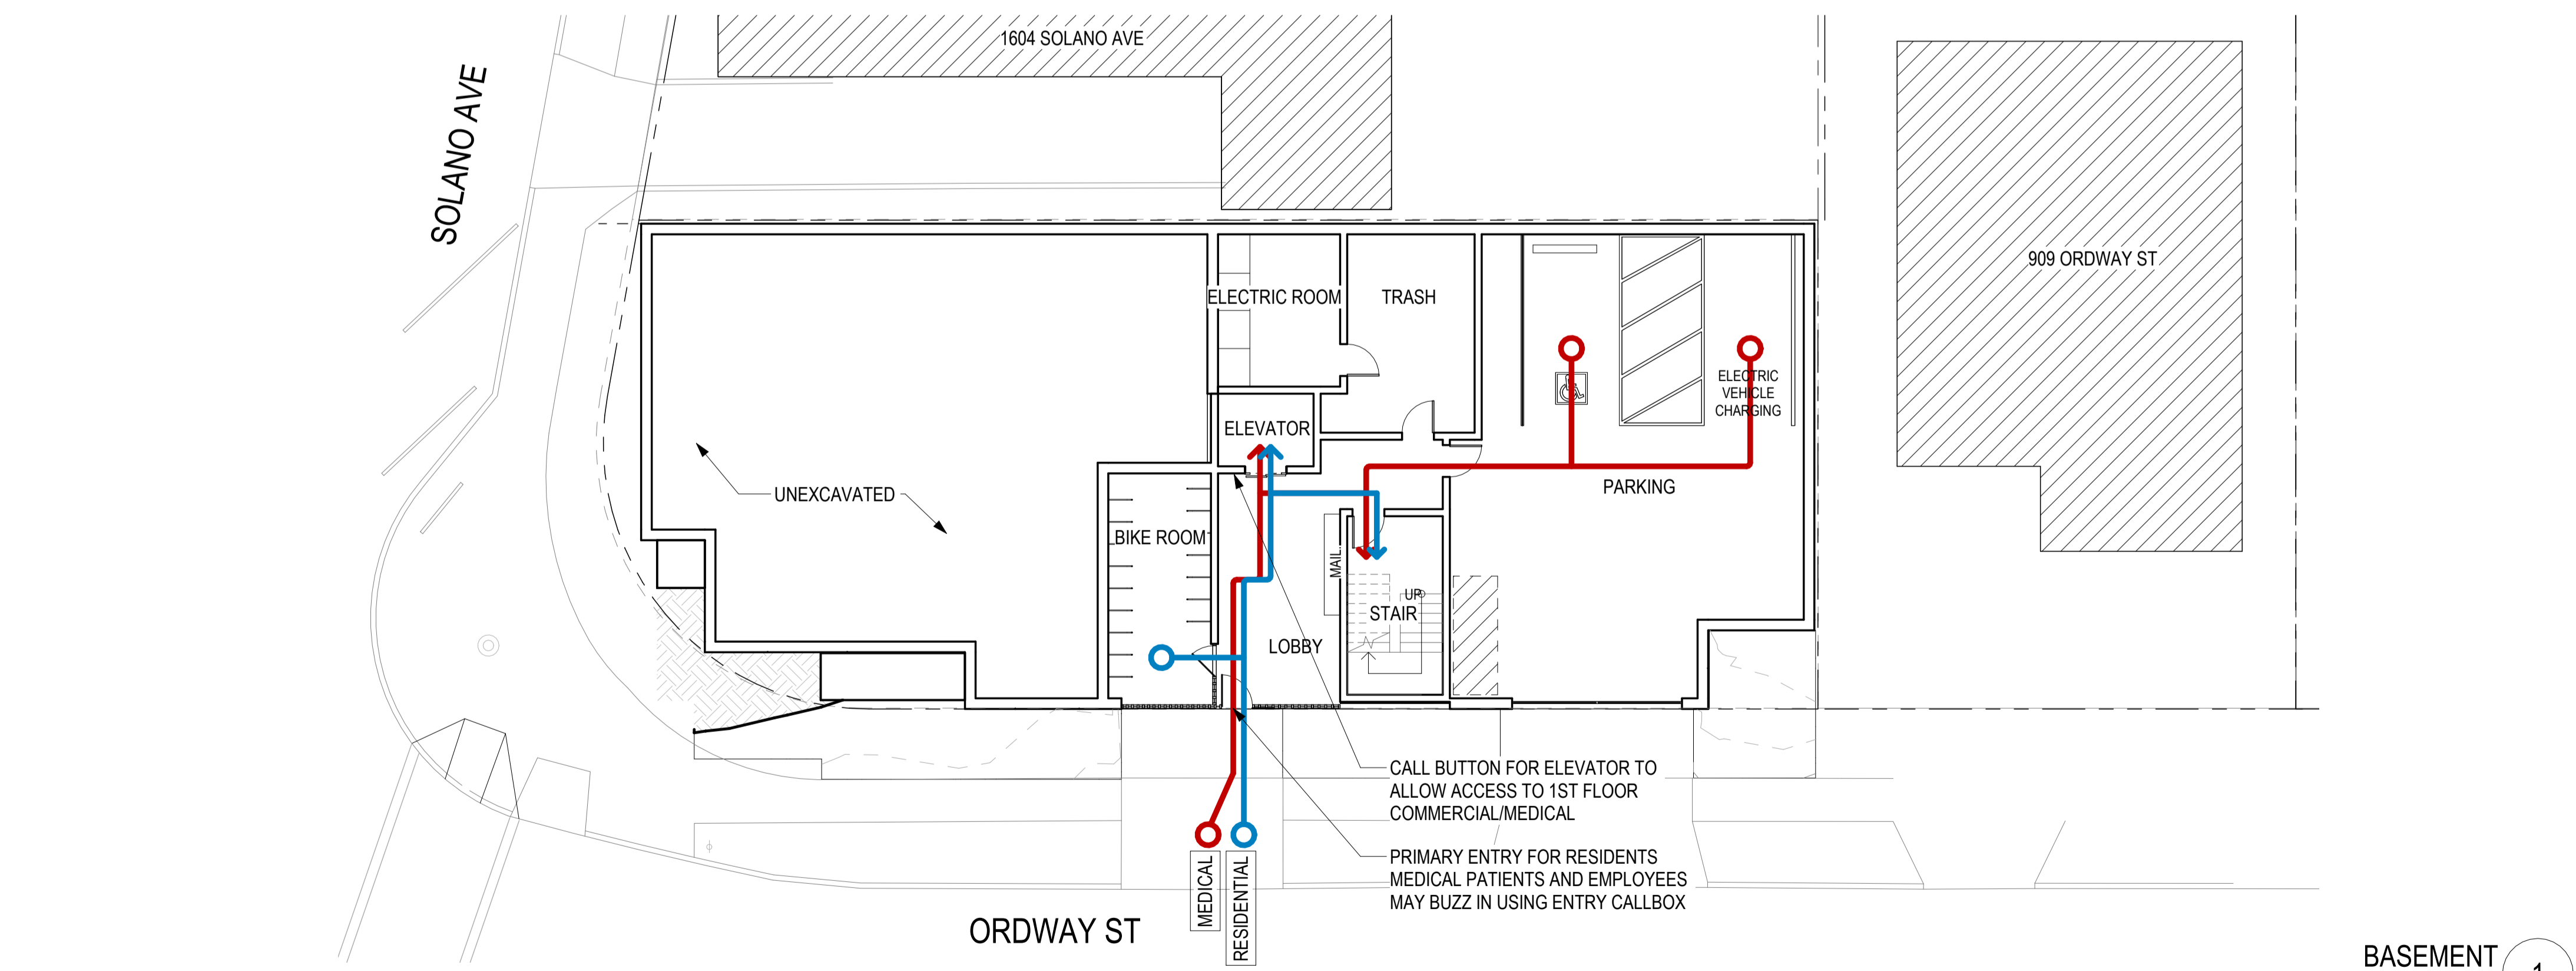 1604 SOLANO AVE
SOLANO AVE
909 ORDWAY ST
ELECTRIC ROOM
TRASH
ELECTRIC
VEHICLE
CHARGING
ELEVATOR
UNEXCAVATED
PARKING
BIKE ROOM
MAIL
UP
STAIR
LOBBY
CALL BUTTON FOR ELEVATOR TO
ALLOW ACCESS TO 1ST FLOOR
COMMERCIAL/MEDICAL
PRIMARY ENTRY FOR RESIDENTS
MEDICAL PATIENTS AND EMPLOYEES
MAY BUZZ IN USING ENTRY CALLBOX
MEDICAL
RESIDENTIAL
ORDWAY ST
BASEMENT
1